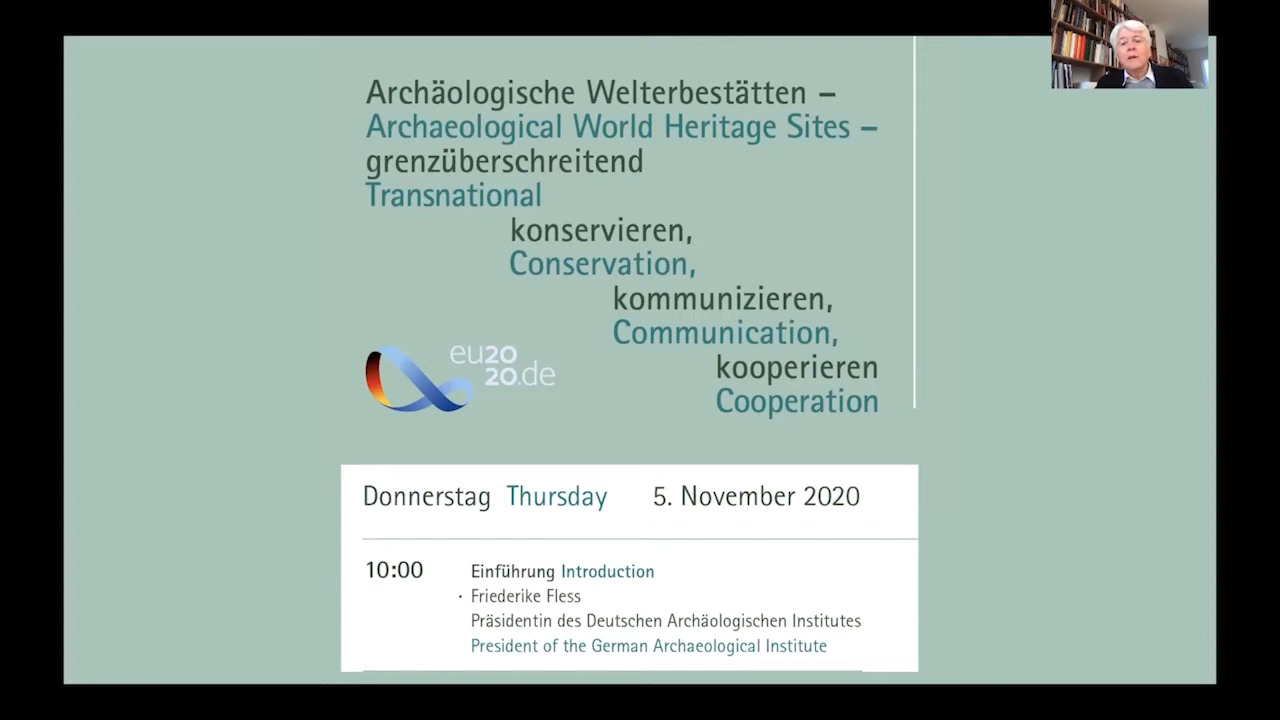 Archäologische Welterbestätten –
Archaeological World Heritage Sites –
grenzüberschreitend
Transnational
konservieren,
Conservation,
kommunizieren,
Communication,
kooperieren
Cooperation
eu20
20.de
Donnerstag Thursday 5. November 2020
10:00 Einführung Introduction
· Friederike Fless
Präsidentin des Deutschen Archäologischen Institutes
President of the German Archaeological Institute